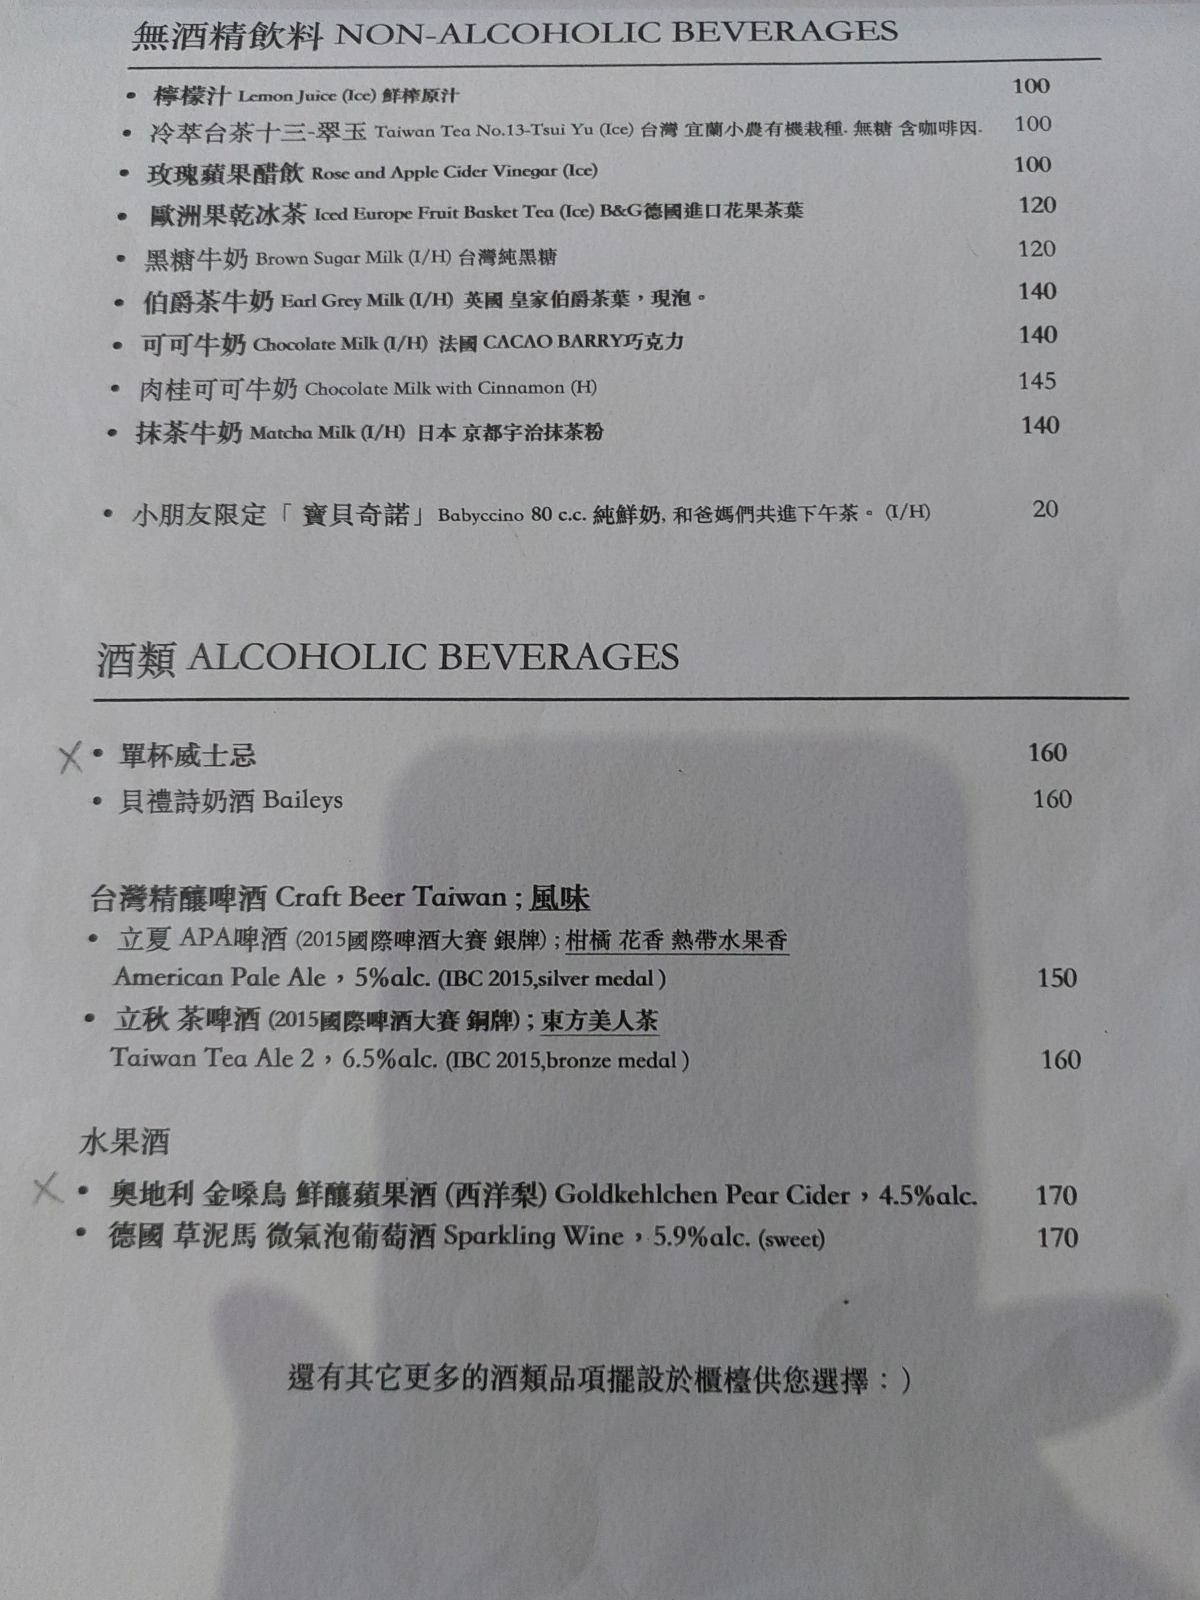 無酒精飲料 NON-ALCOHOLIC BEVERAGES
• 檸檬汁 Lemon Juice (Ice) 鮮榨原汁 100
• 冷萃台茶十三-翠玉 Taiwan Tea No.13-Tsui Yu (Ice) 台灣 宜蘭小農有機栽種. 無糖 含咖啡因. 100
• 玫瑰蘋果醋飲 Rose and Apple Cider Vinegar (Ice) 100
• 歐洲果乾冰茶 Iced Europe Fruit Basket Tea (Ice) B&G德國進口花果茶葉 120
• 黑糖牛奶 Brown Sugar Milk (I/H) 台灣純黑糖 120
• 伯爵茶牛奶 Earl Grey Milk (I/H) 英國 皇家伯爵茶葉，現泡。 140
• 可可牛奶 Chocolate Milk (I/H) 法國 CACAO BARRY巧克力 140
• 肉桂可可牛奶 Chocolate Milk with Cinnamon (H) 145
• 抹茶牛奶 Matcha Milk (I/H) 日本 京都宇治抹茶粉 140
• 小朋友限定「 寶貝奇諾」 Babyccino 80 c.c. 純鮮奶, 和爸媽們共進下午茶。 (I/H) 20
酒類 ALCOHOLIC BEVERAGES
X • 單杯威士忌 160
• 貝禮詩奶酒 Baileys 160
台灣精釀啤酒 Craft Beer Taiwan ; 風味
• 立夏 APA啤酒 (2015國際啤酒大賽 銀牌) ; 柑橘 花香 熱帶水果香
American Pale Ale，5%alc. (IBC 2015,silver medal ) 150
• 立秋 茶啤酒 (2015國際啤酒大賽 銅牌) ; 東方美人茶
Taiwan Tea Ale 2，6.5%alc. (IBC 2015,bronze medal ) 160
水果酒
X • 奧地利 金嗓鳥 鮮釀蘋果酒 (西洋梨) Goldkehlchen Pear Cider，4.5%alc. 170
• 德國 草泥馬 微氣泡葡萄酒 Sparkling Wine，5.9%alc. (sweet) 170
還有其它更多的酒類品項擺設於櫃檯供您選擇：）